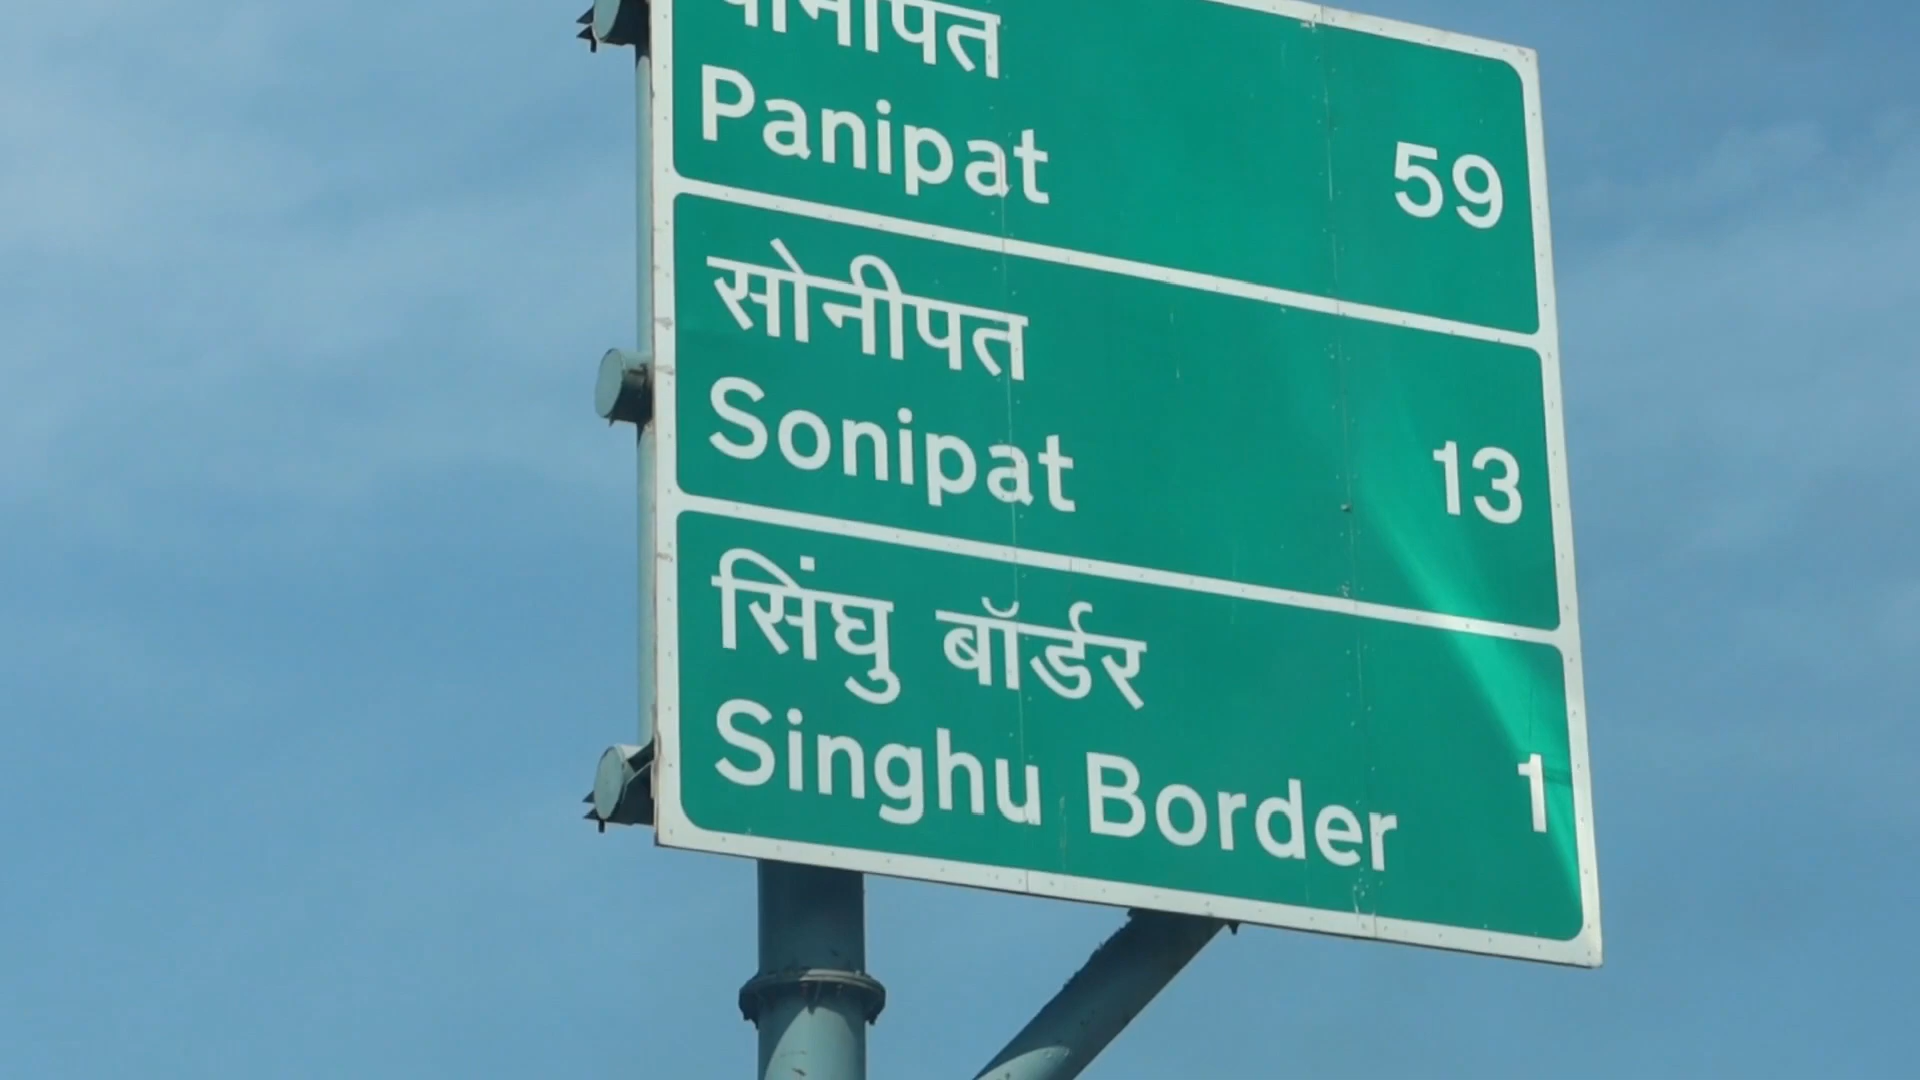 पानीपत
Panipat 59
सोनीपत
Sonipat 13
सिंघु बॉर्डर
Singhu Border 1